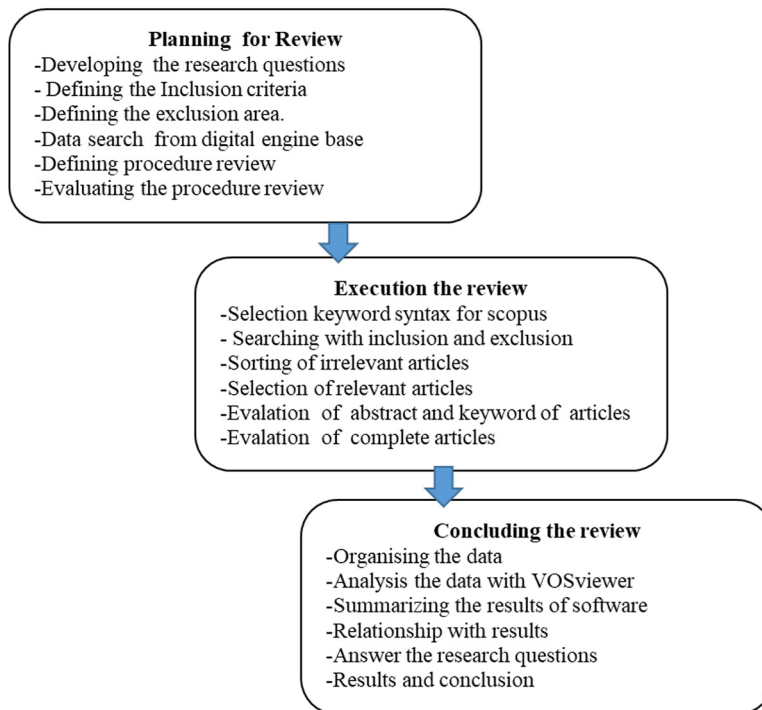 Planning for Review
-Developing the research questions
- Defining the Inclusion criteria
-Defining the exclusion area.
-Data search from digital engine base
-Defining procedure review
-Evaluating the procedure review
Execution the review
-Selection keyword syntax for scopus
- Searching with inclusion and exclusion
-Sorting of irrelevant articles
-Selection of relevant articles
-Evalation of abstract and keyword of articles
-Evalation of complete articles
Concluding the review
-Organising the data
-Analysis the data with VOSviewer
-Summarizing the results of software
-Relationship with results
-Answer the research questions
-Results and conclusion